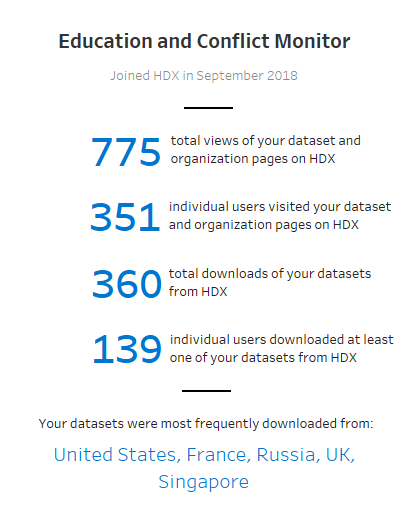 Education and Conflict Monitor
Joined HDX in September 2018
775 total views of your dataset and
organization pages on HDX
351 individual users visited your dataset
and organization pages on HDX
360 total downloads of your datasets
from HDX
139 individual users downloaded at least
one of your datasets from HDX
Your datasets were most frequently downloaded from:
United States, France, Russia, UK,
Singapore